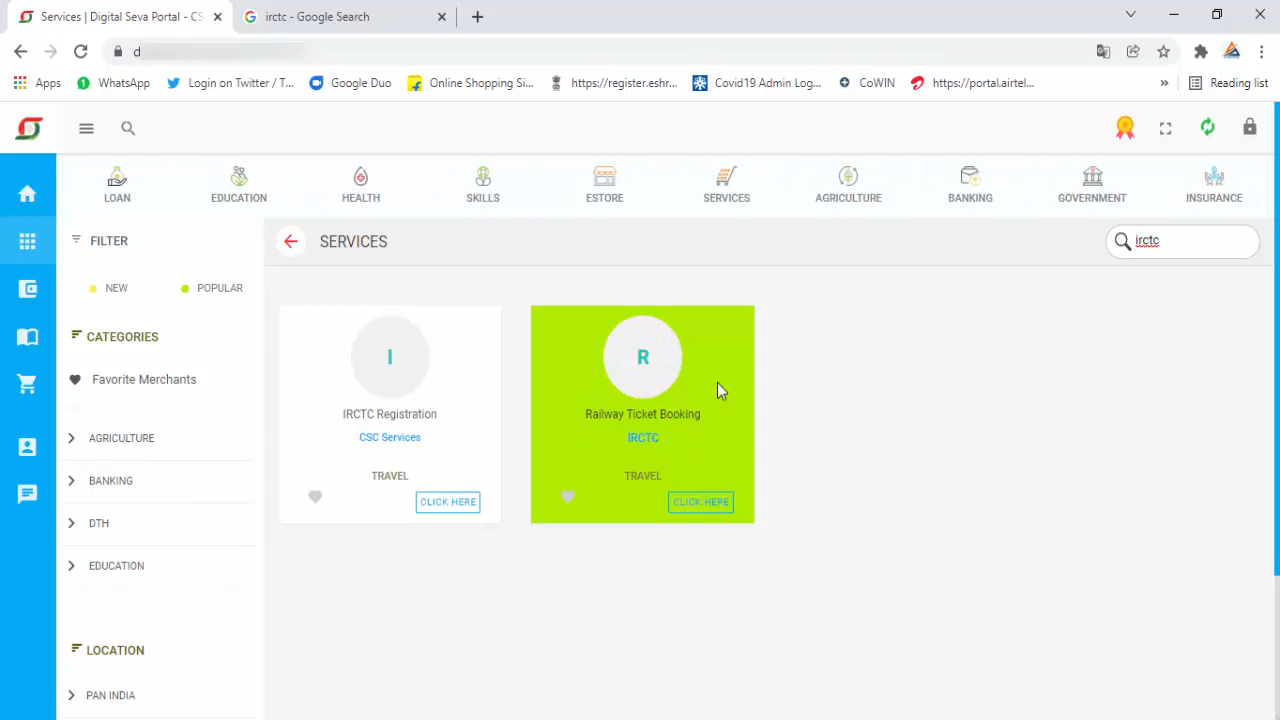 Services | Digital Seva Portal - CS
irctc - Google Search
d
Apps
WhatsApp
Login on Twitter / T...
Google Duo
Online Shopping Si...
https://register.eshr...
Covid19 Admin Log...
CoWIN
https://portal.airtel...
Reading list
LOAN
EDUCATION
HEALTH
SKILLS
ESTORE
SERVICES
AGRICULTURE
BANKING
GOVERNMENT
INSURANCE
FILTER
NEW
POPULAR
CATEGORIES
Favorite Merchants
AGRICULTURE
BANKING
DTH
EDUCATION
LOCATION
PAN INDIA
SERVICES
irctc
I
IRCTC Registration
CSC Services
TRAVEL
CLICK HERE
R
Railway Ticket Booking
IRCTC
TRAVEL
CLICK HERE